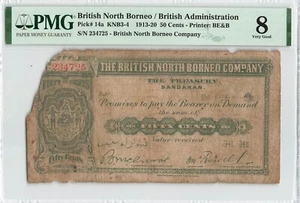 PMG
PAPER MONEY GUARANTY
British North Borneo / British Administration
Pick# 14a KNB3-4 1913-20 50 Cents - Printer: BE&B
S/N 234725 - British North Borneo Company
8
Very Good
234725
THE BRITISH NORTH BORNEO COMPANY
THE TREASURY
SANDAKAN.
Promises to pay the Bearer on Demand
the sum of
FIFTY CENTS
Value received
Fifty Cents